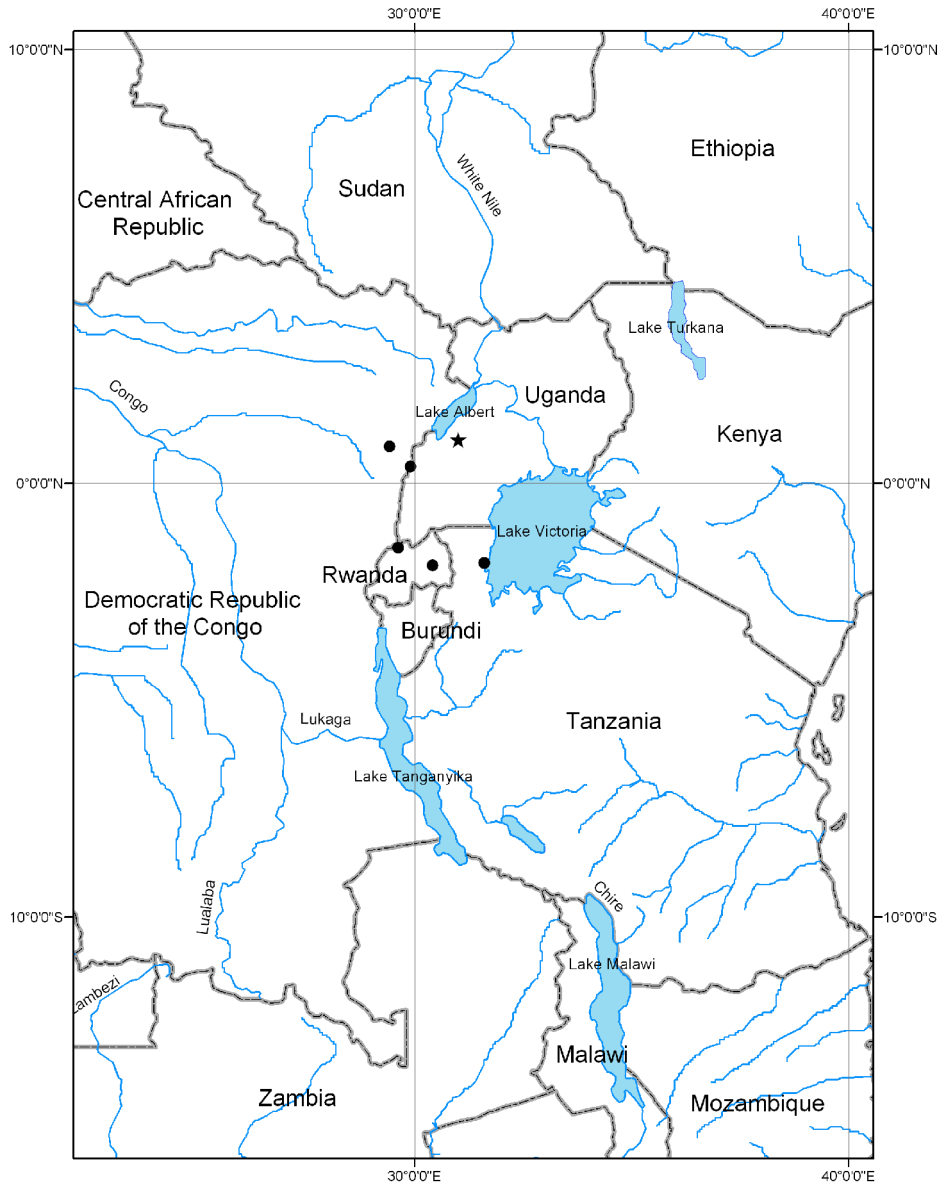 30°0'0"E
40°0'0"E
10°0'0"N
10°0'0"N
Ethiopia
White Nile
Sudan
Central African
Republic
Lake Turkana
Uganda
Congo
Lake Albert
Kenya
0°0'0"N
0°0'0"N
Lake Victoria
Rwanda
Democratic Republic
of the Congo
Burundi
Lukaga
Tanzania
Lake Tanganyika
Lualaba
Chire
10°0'0"S
10°0'0"S
Lake Malawi
Zambezi
Malawi
Zambia
Mozambique
30°0'0"E
40°0'0"E